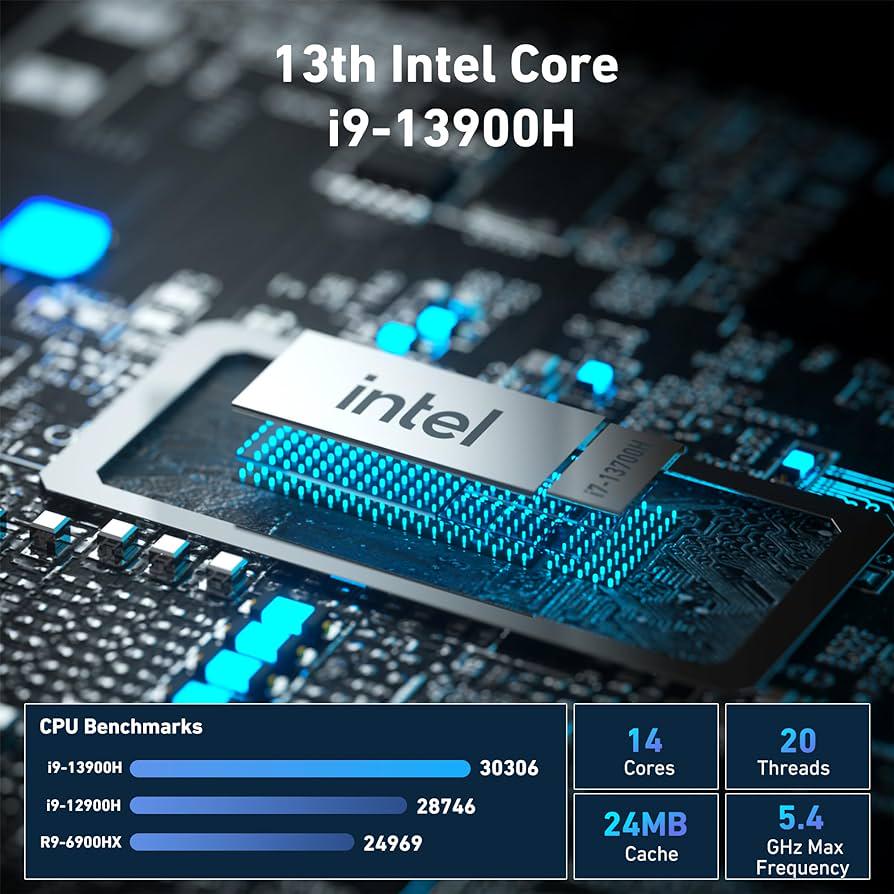 13th Intel Core
i9-13900H
intel
i7-13700H
CPU Benchmarks
i9-13900H 30306
i9-12900H 28746
R9-6900HX 24969
14
Cores
20
Threads
24MB
Cache
5.4
GHz Max
Frequency